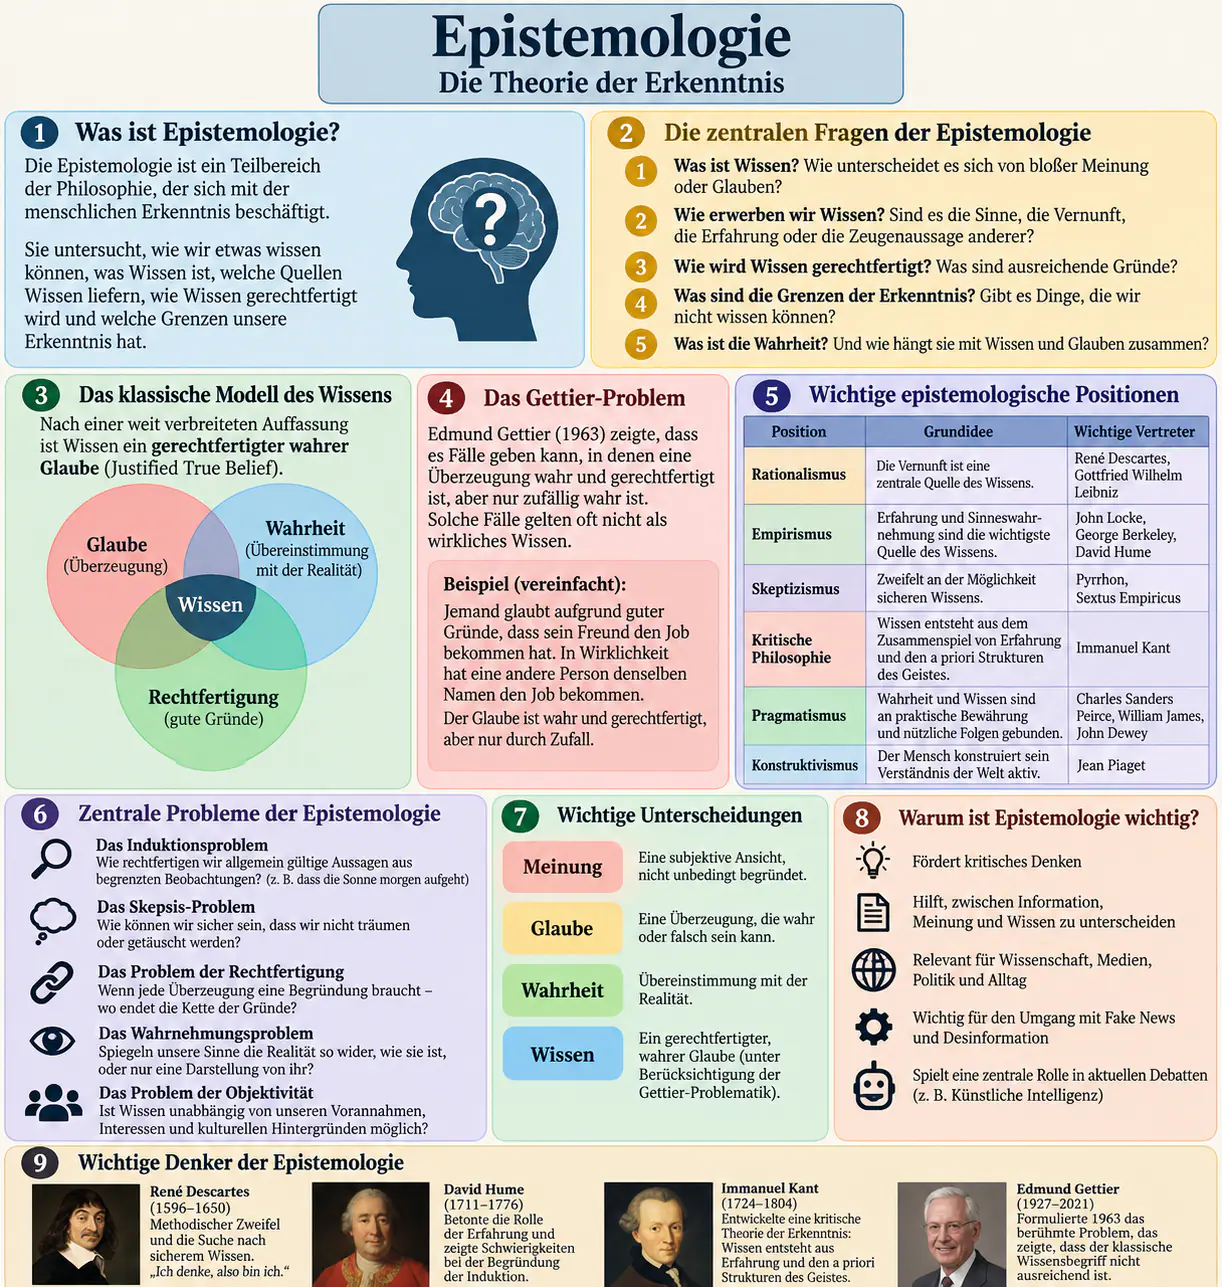 Epistemologie
Die Theorie der Erkenntnis
1 Was ist Epistemologie?
Die Epistemologie ist ein Teilbereich
der Philosophie, der sich mit der
menschlichen Erkenntnis beschäftigt.
Sie untersucht, wie wir etwas wissen
können, was Wissen ist, welche Quellen
Wissen liefern, wie Wissen gerechtfertigt
wird und welche Grenzen unsere
Erkenntnis hat.
?
2 Die zentralen Fragen der Epistemologie
1 Was ist Wissen? Wie unterscheidet es sich von bloßer Meinung
oder Glauben?
2 Wie erwerben wir Wissen? Sind es die Sinne, die Vernunft,
die Erfahrung oder die Zeugenaussage anderer?
3 Wie wird Wissen gerechtfertigt? Was sind ausreichende Gründe?
4 Was sind die Grenzen der Erkenntnis? Gibt es Dinge, die wir
nicht wissen können?
5 Was ist die Wahrheit? Und wie hängt sie mit Wissen und Glauben zusammen?
3 Das klassische Modell des Wissens
Nach einer weit verbreiteten Auffassung
ist Wissen ein gerechtfertigter wahrer
Glaube (Justified True Belief).
Glaube
(Überzeugung)
Wahrheit
(Übereinstimmung
mit der Realität)
Wissen
Rechtfertigung
(gute Gründe)
4 Das Gettier-Problem
Edmund Gettier (1963) zeigte, dass
es Fälle geben kann, in denen eine
Überzeugung wahr und gerechtfertigt
ist, aber nur zufällig wahr ist.
Solche Fälle gelten oft nicht als
wirkliches Wissen.
Beispiel (vereinfacht):
Jemand glaubt aufgrund guter
Gründe, dass sein Freund den Job
bekommen hat. In Wirklichkeit
hat eine andere Person denselben
Namen den Job bekommen.
Der Glaube ist wahr und gerechtfertigt,
aber nur durch Zufall.
5 Wichtige epistemologische Positionen
Position Grundidee Wichtige Vertreter
Rationalismus
Die Vernunft ist eine
zentrale Quelle des Wissens.
René Descartes,
Gottfried Wilhelm
Leibniz
Empirismus
Erfahrung und Sinneswahr-
nehmung sind die wichtigste
Quelle des Wissens.
John Locke,
George Berkeley,
David Hume
Skeptizismus
Zweifelt an der Möglichkeit
sicheren Wissens.
Pyrrhon,
Sextus Empiricus
Kritische
Philosophie
Wissen entsteht aus dem
Zusammenspiel von Erfahrung
und den a priori Strukturen
des Geistes.
Immanuel Kant
Pragmatismus
Wahrheit und Wissen sind
an praktische Bewährung
und nützliche Folgen gebunden.
Charles Sanders
Peirce, William James,
John Dewey
Konstruktivismus
Der Mensch konstruiert sein
Verständnis der Welt aktiv.
Jean Piaget
6 Zentrale Probleme der Epistemologie
Das Induktionsproblem
Wie rechtfertigen wir allgemein gültige Aussagen aus
begrenzten Beobachtungen? (z. B. dass die Sonne morgen aufgeht)
Das Skepsis-Problem
Wie können wir sicher sein, dass wir nicht träumen
oder getäuscht werden?
Das Problem der Rechtfertigung
Wenn jede Überzeugung eine Begründung braucht –
wo endet die Kette der Gründe?
Das Wahrnehmungsproblem
Spiegeln unsere Sinne die Realität so wider, wie sie ist,
oder nur eine Darstellung von ihr?
Das Problem der Objektivität
Ist Wissen unabhängig von unseren Vorannahmen,
Interessen und kulturellen Hintergründen möglich?
7 Wichtige Unterscheidungen
Meinung
Eine subjektive Ansicht,
nicht unbedingt begründet.
Glaube
Eine Überzeugung, die wahr
oder falsch sein kann.
Wahrheit
Übereinstimmung mit der
Realität.
Wissen
Ein gerechtfertigter,
wahrer Glaube (unter
Berücksichtigung der
Gettier-Problematik).
8 Warum ist Epistemologie wichtig?
Fördert kritisches Denken
Hilft, zwischen Information,
Meinung und Wissen zu unterscheiden
Relevant für Wissenschaft, Medien,
Politik und Alltag
Wichtig für den Umgang mit Fake News
und Desinformation
Spielt eine zentrale Rolle in aktuellen Debatten
(z. B. Künstliche Intelligenz)
9 Wichtige Denker der Epistemologie
René Descartes
(1596–1650)
Methodischer Zweifel
und die Suche nach
sicherem Wissen.
„Ich denke, also bin ich.“
David Hume
(1711–1776)
Betonte die Rolle
der Erfahrung und
zeigte Schwierigkeiten
bei der Begründung
der Induktion.
Immanuel Kant
(1724–1804)
Entwickelte eine kritische
Theorie der Erkenntnis:
Wissen entsteht aus
Erfahrung und den a priori
Strukturen des Geistes.
Edmund Gettier
(1927–2021)
Formulierte 1963 das
berühmte Problem, das
zeigte, dass der klassische
Wissensbegriff nicht
ausreichend ist.